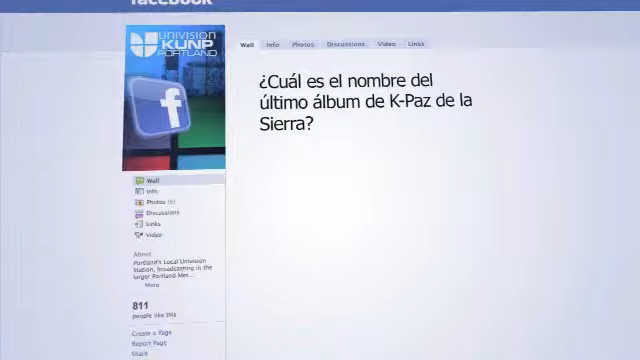 facebook
univision
KUNP
PORTLAND
f
Wall Info Photos Discussions Video Links
¿Cuál es el nombre del
último álbum de K-Paz de la
Sierra?
Wall
Info
Photos (6)
Discussions
Links
Video
About
Portland's Local Univision
Station, broadcasting in the
larger Portland Met...
More
811
people like this
Create a Page
Report Page
Share